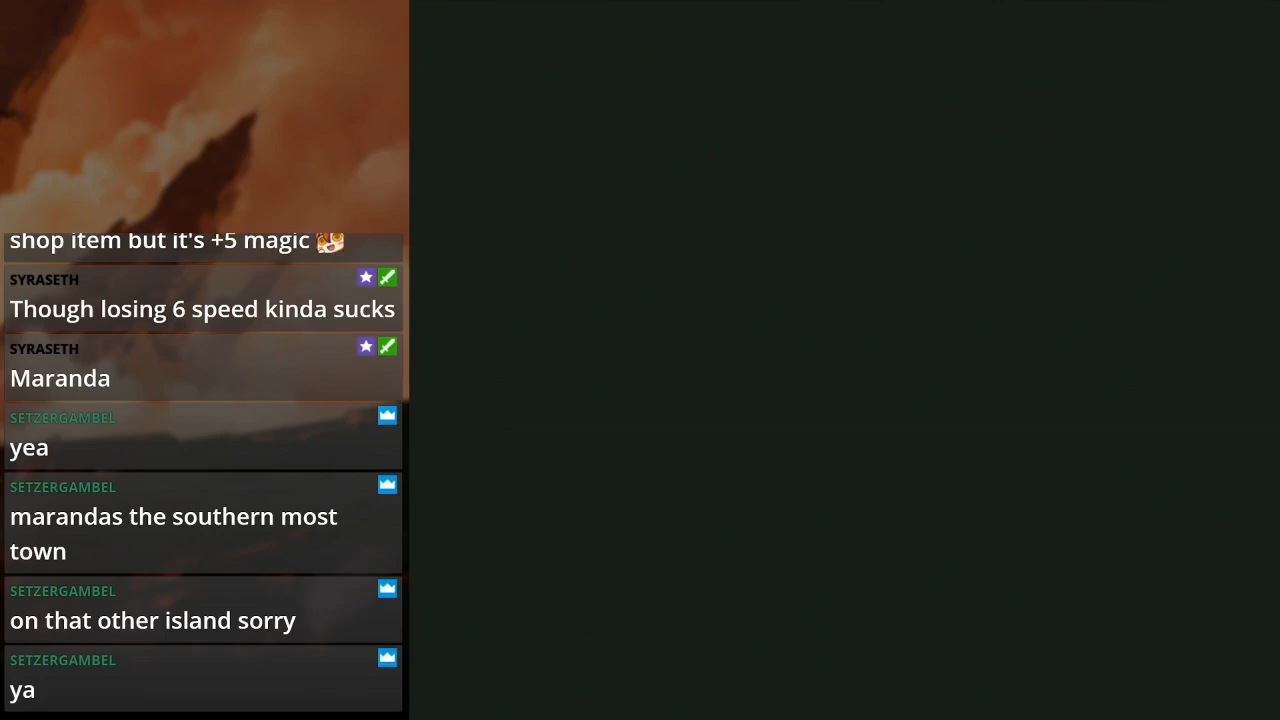 shop item but it's +5 magic
SYRASETH
Though losing 6 speed kinda sucks
SYRASETH
Maranda
SETZERGAMBEL
yea
SETZERGAMBEL
marandas the southern most
town
SETZERGAMBEL
on that other island sorry
SETZERGAMBEL
ya